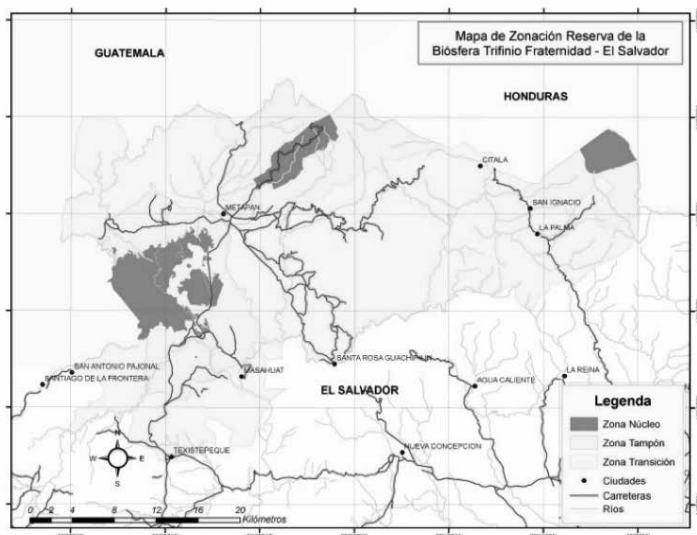 Mapa de Zonación Reserva de la
Biósfera Trifinio Fraternidad - El Salvador
GUATEMALA
HONDURAS
CITALA
SAN IGNACIO
METAPAN
LA PALMA
SANTA ROSA GUACHIPILIN
SAN ANTONIO PAJONAL
SANTIAGO DE LA FRONTERA
MASAHUAT
EL SALVADOR
AGUA CALIENTE
LA REINA
NUEVA CONCEPCION
TEXISTEPEQUE
Legenda
Zona Núcleo
Zona Tampón
Zona Transición
Ciudades
Carreteras
Ríos
N
W E
S
0 2 4 8 12 16 20
Kilómetros